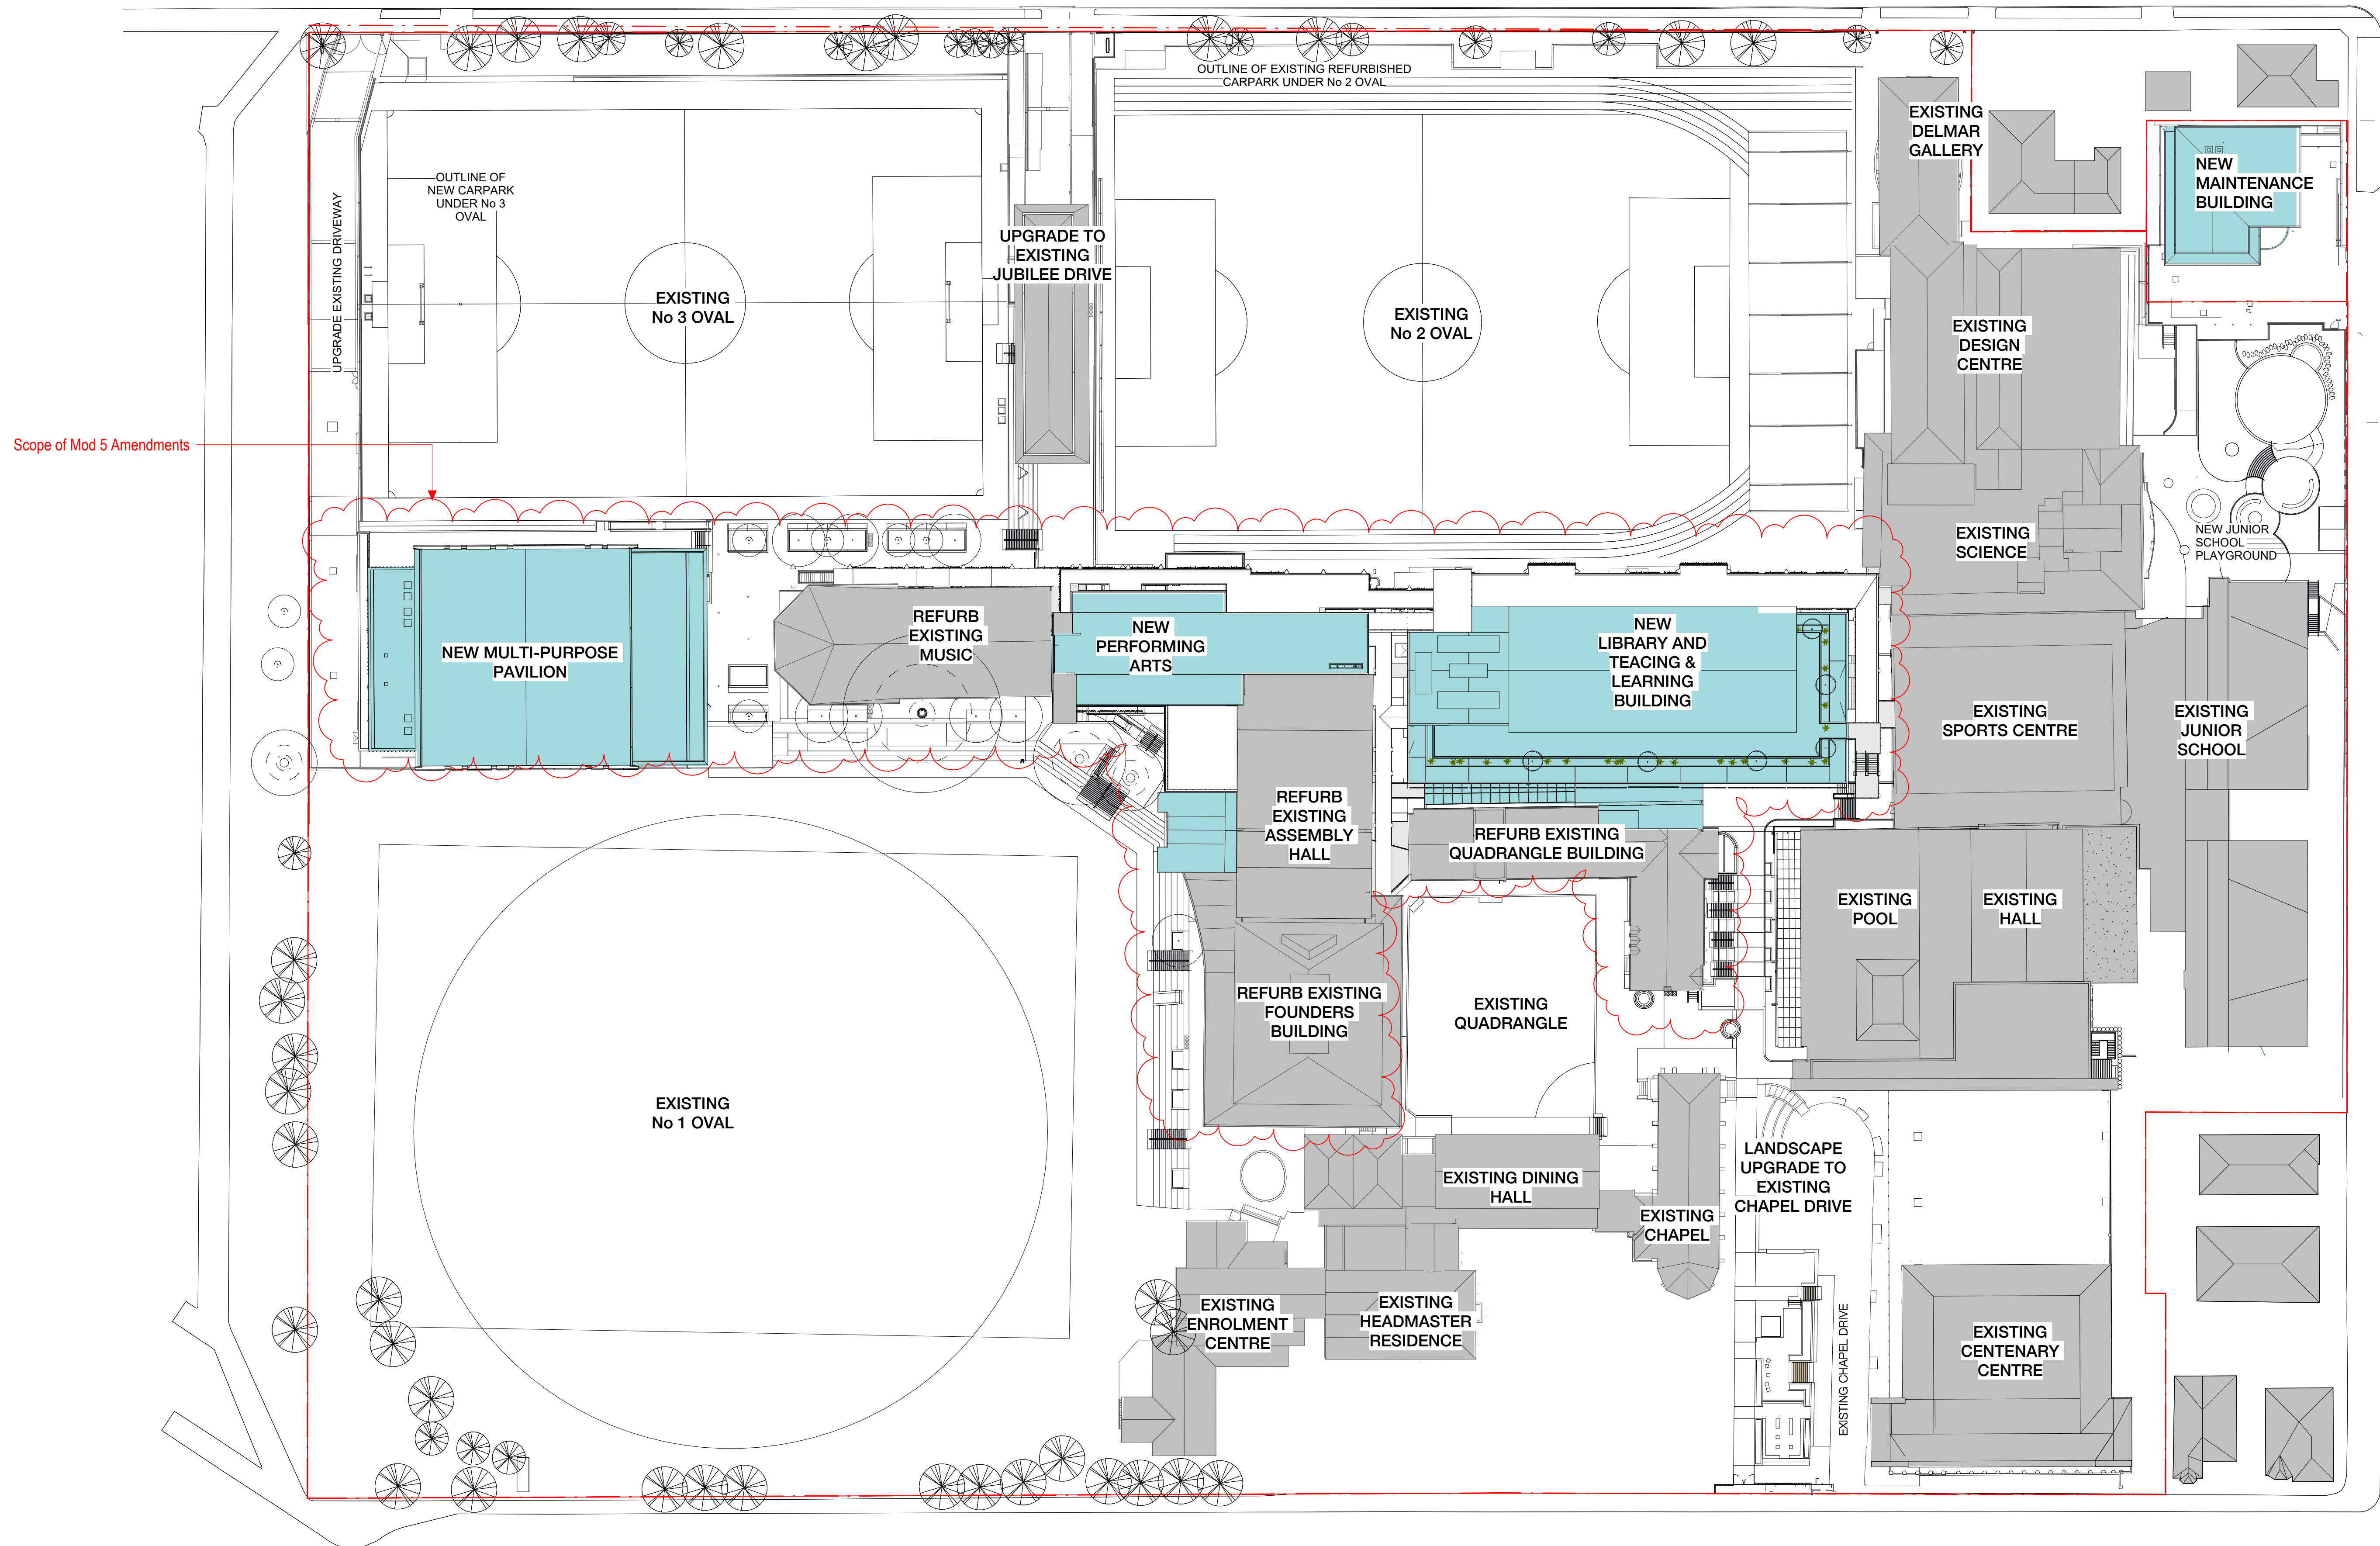 OUTLINE OF EXISTING REFURBISHED
CARPARK UNDER No 2 OVAL
EXISTING
DELMAR
GALLERY
NEW
MAINTENANCE
BUILDING
OUTLINE OF
NEW CARPARK
UNDER No 3
OVAL
UPGRADE EXISTING DRIVEWAY
UPGRADE TO
EXISTING
JUBILEE DRIVE
EXISTING
No 3 OVAL
EXISTING
No 2 OVAL
EXISTING
DESIGN
CENTRE
Scope of Mod 5 Amendments
EXISTING
SCIENCE
NEW JUNIOR
SCHOOL
PLAYGROUND
NEW MULTI-PURPOSE
PAVILION
REFURB
EXISTING
MUSIC
NEW
PERFORMING
ARTS
NEW
LIBRARY AND
TEACING &
LEARNING
BUILDING
EXISTING
SPORTS CENTRE
EXISTING
JUNIOR
SCHOOL
REFURB
EXISTING
ASSEMBLY
HALL
REFURB EXISTING
QUADRANGLE BUILDING
EXISTING
POOL
EXISTING
HALL
REFURB EXISTING
FOUNDERS
BUILDING
EXISTING
QUADRANGLE
EXISTING
No 1 OVAL
EXISTING DINING
HALL
EXISTING
CHAPEL
LANDSCAPE
UPGRADE TO
EXISTING
CHAPEL DRIVE
EXISTING
ENROLMENT
CENTRE
EXISTING
HEADMASTER
RESIDENCE
EXISTING CHAPEL DRIVE
EXISTING
CENTENARY
CENTRE